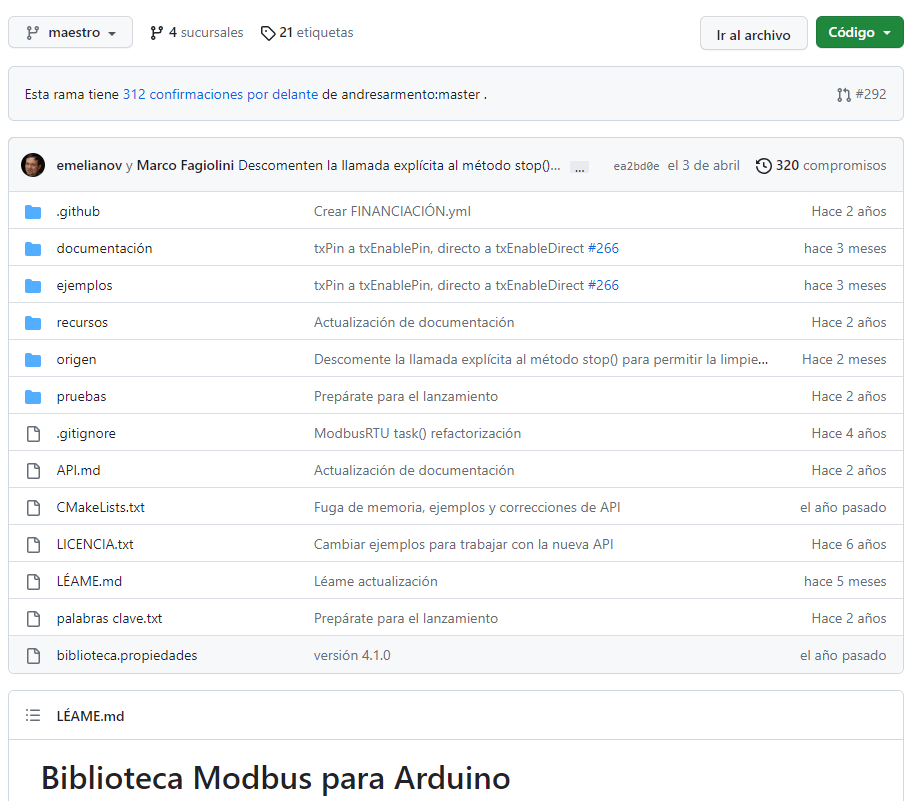 maestro 4 sucursales 21 etiquetas Ir al archivo Código
Esta rama tiene 312 confirmaciones por delante de andresarmento:master . #292
emelianov y Marco Fagiolini Descomenten la llamada explícita al método stop()... ... ea2bd0e el 3 de abril 320 compromisos
.github Crear FINANCIACIÓN.yml Hace 2 años
documentación txPin a txEnablePin, directo a txEnableDirect #266 hace 3 meses
ejemplos txPin a txEnablePin, directo a txEnableDirect #266 hace 3 meses
recursos Actualización de documentación Hace 2 años
origen Descomente la llamada explícita al método stop() para permitir la limpie... Hace 2 meses
pruebas Prepárate para el lanzamiento Hace 2 años
.gitignore ModbusRTU task() refactorización Hace 4 años
API.md Actualización de documentación Hace 2 años
CMakeLists.txt Fuga de memoria, ejemplos y correcciones de API el año pasado
LICENCIA.txt Cambiar ejemplos para trabajar con la nueva API Hace 6 años
LÉAME.md Léame actualización hace 5 meses
palabras clave.txt Prepárate para el lanzamiento Hace 2 años
biblioteca.propiedades versión 4.1.0 el año pasado
LÉAME.md
Biblioteca Modbus para Arduino